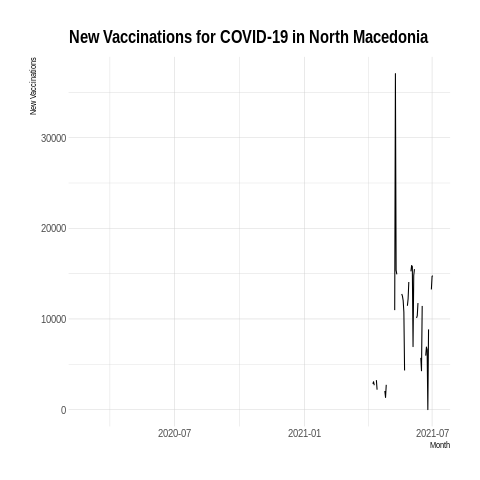 New Vaccinations for COVID-19 in North Macedonia
New Vaccinations
30000
20000
10000
0
2020-07
2021-01
2021-07
Month